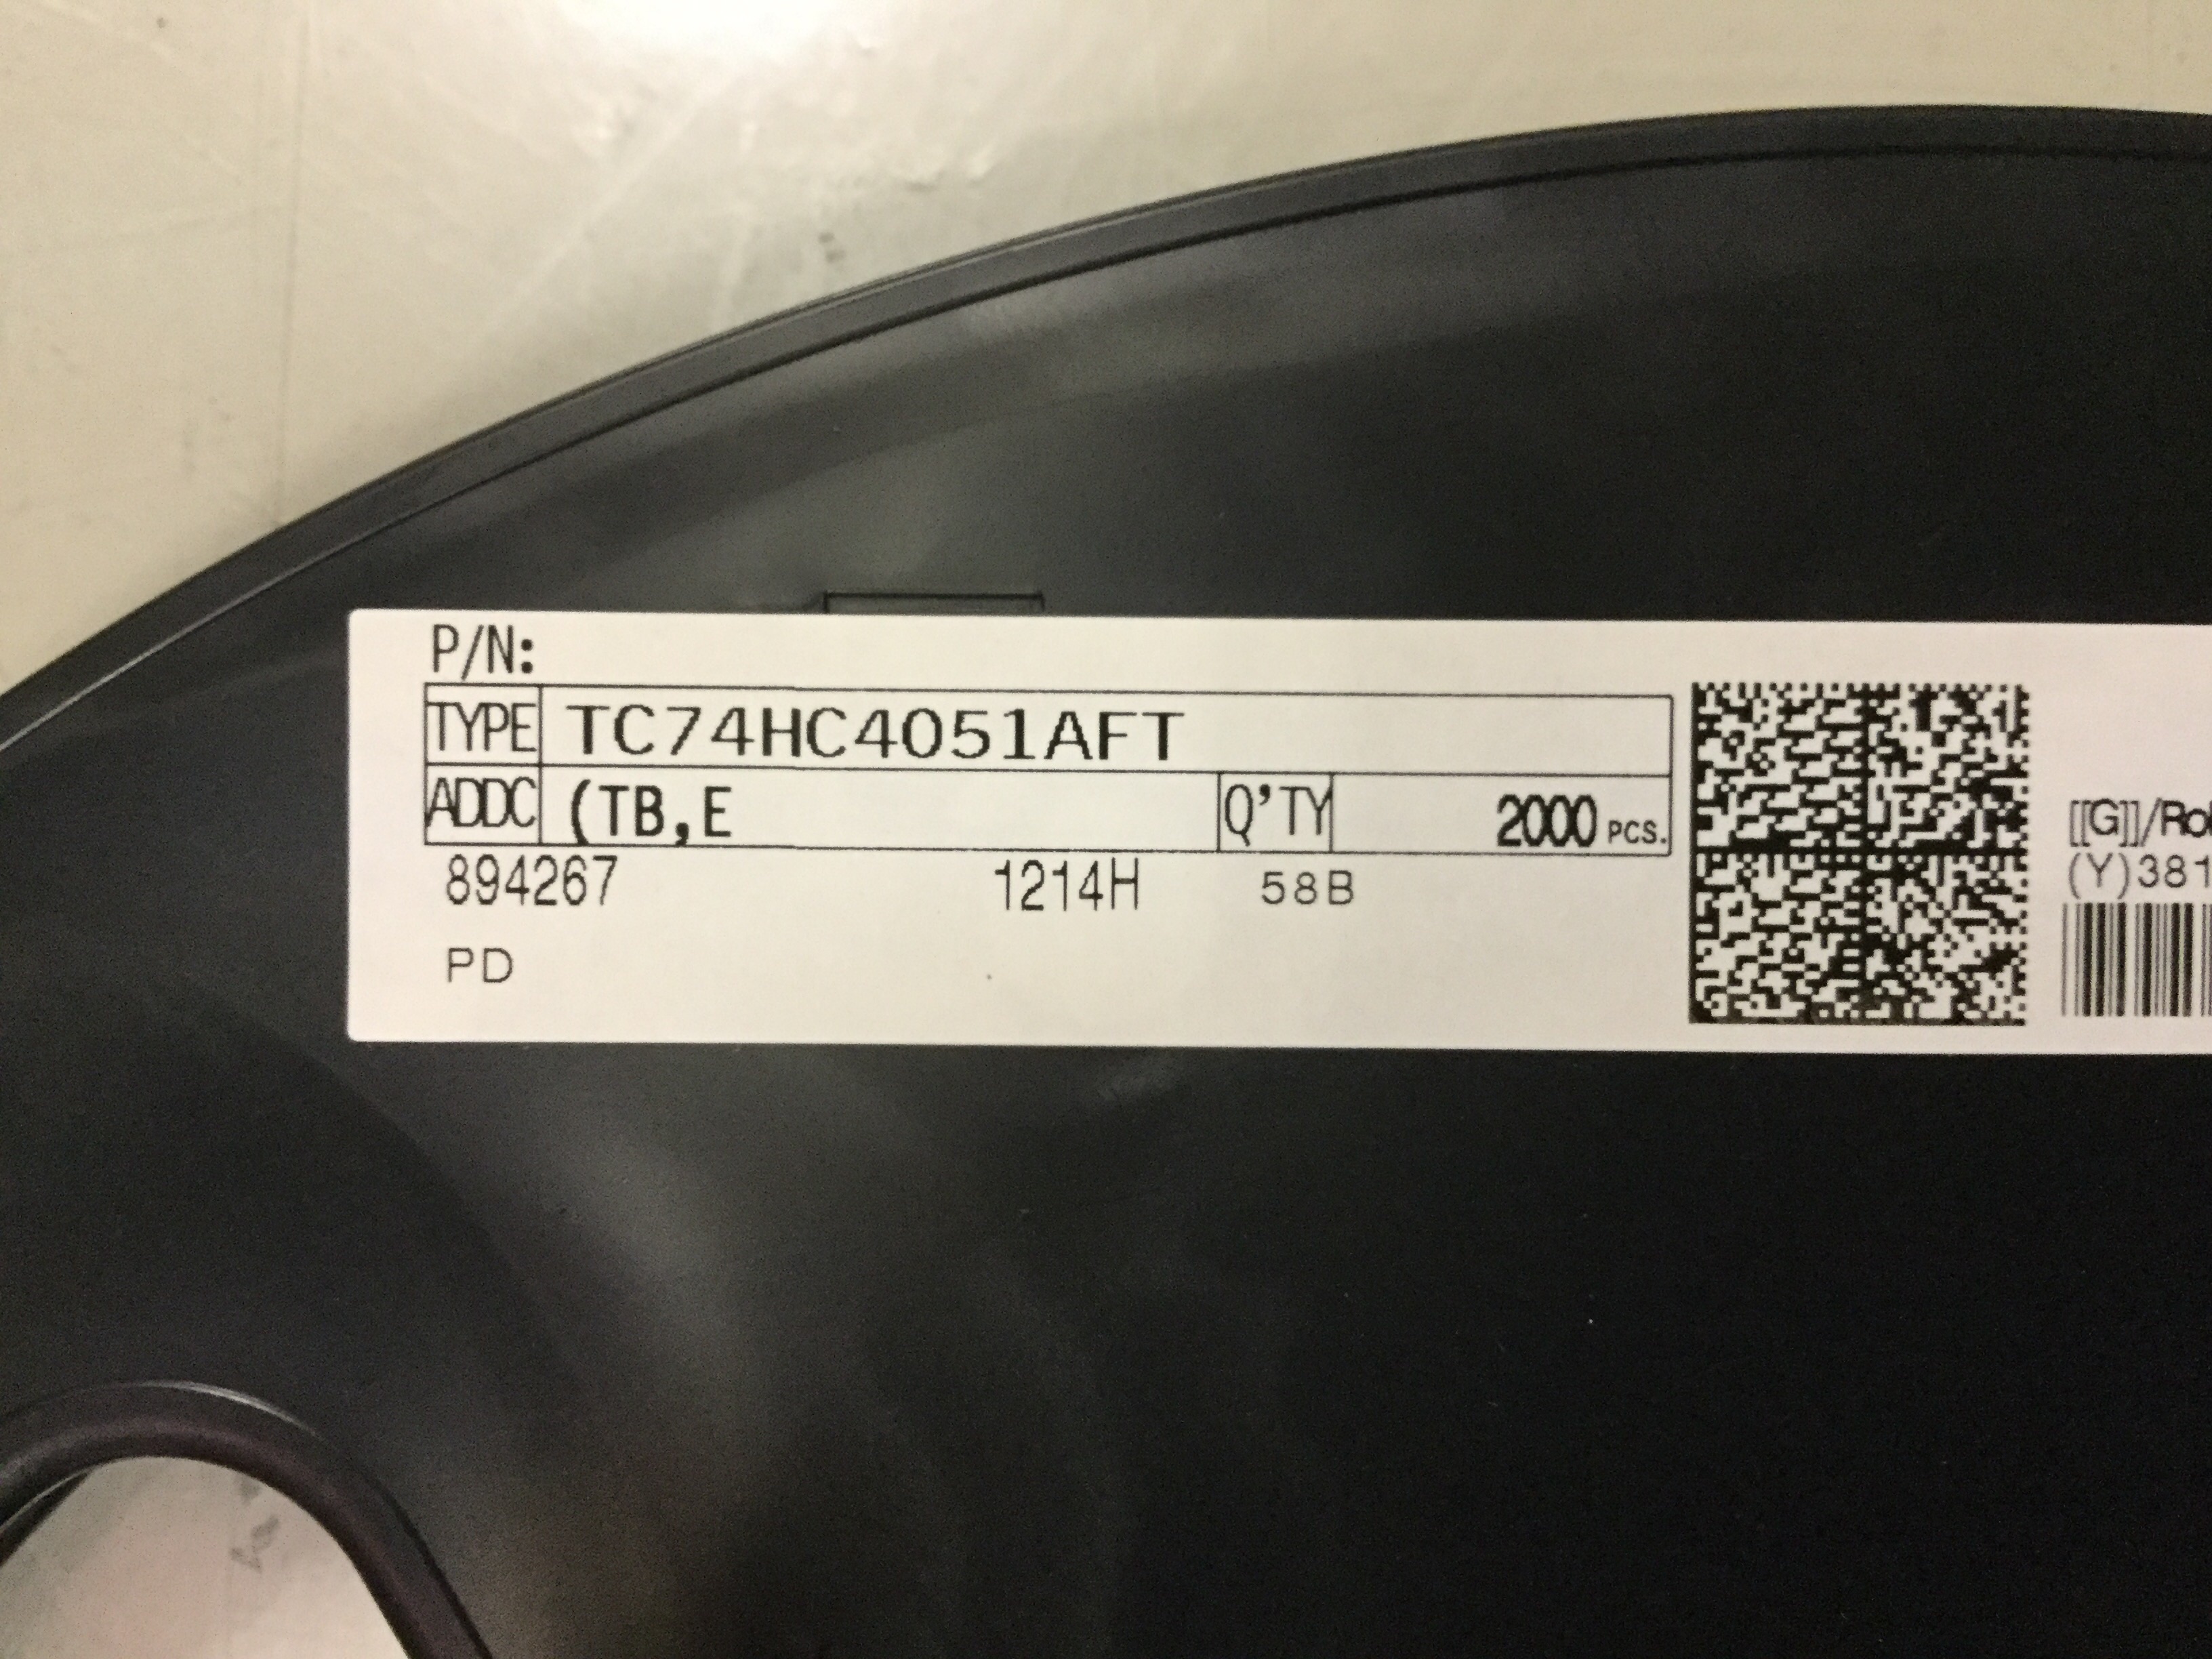 P/N:
TYPE TC74HC4051AFT
ADDC (TB,E Q'TY 2000 PCS.
894267 1214H 58B
PD
[[G]]/Ro
(Y)381